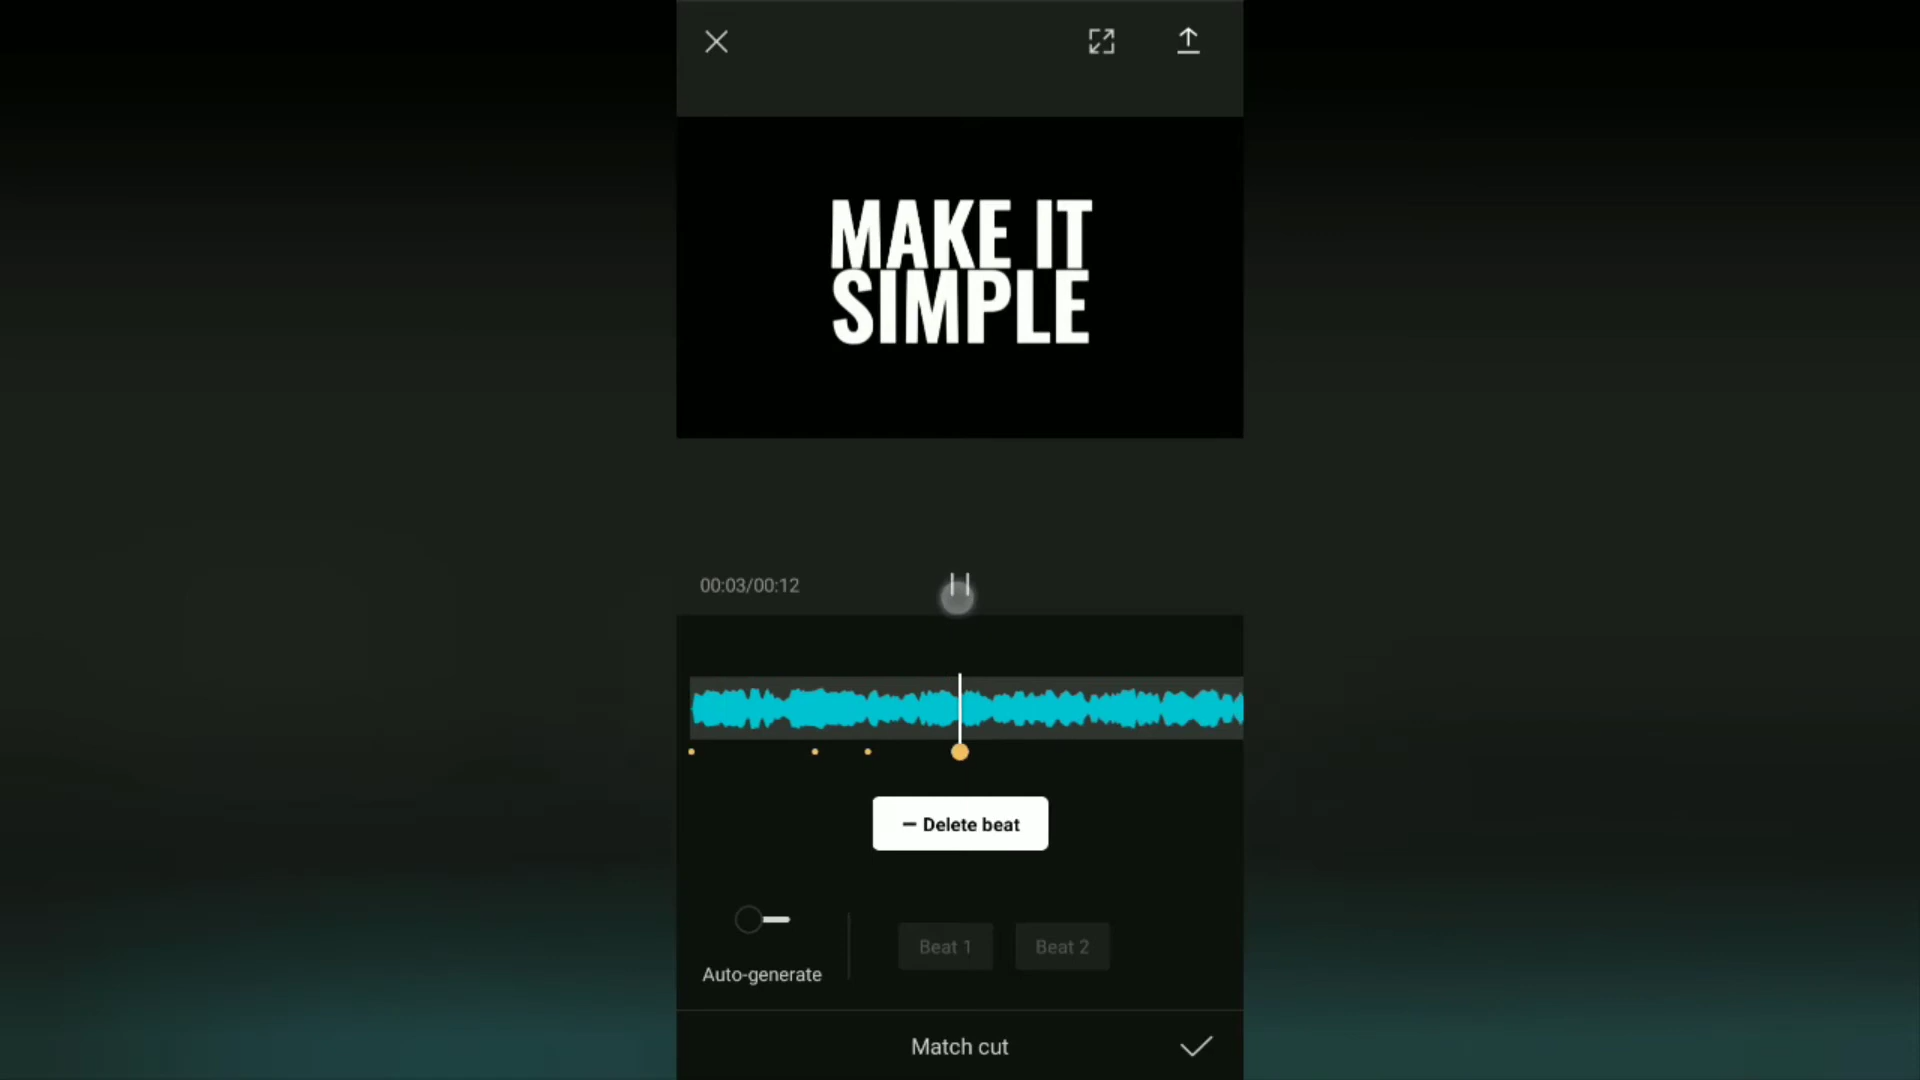 MAKE IT
SIMPLE
00:03/00:12
Delete beat
Auto-generate
Beat 1
Beat 2
Match cut